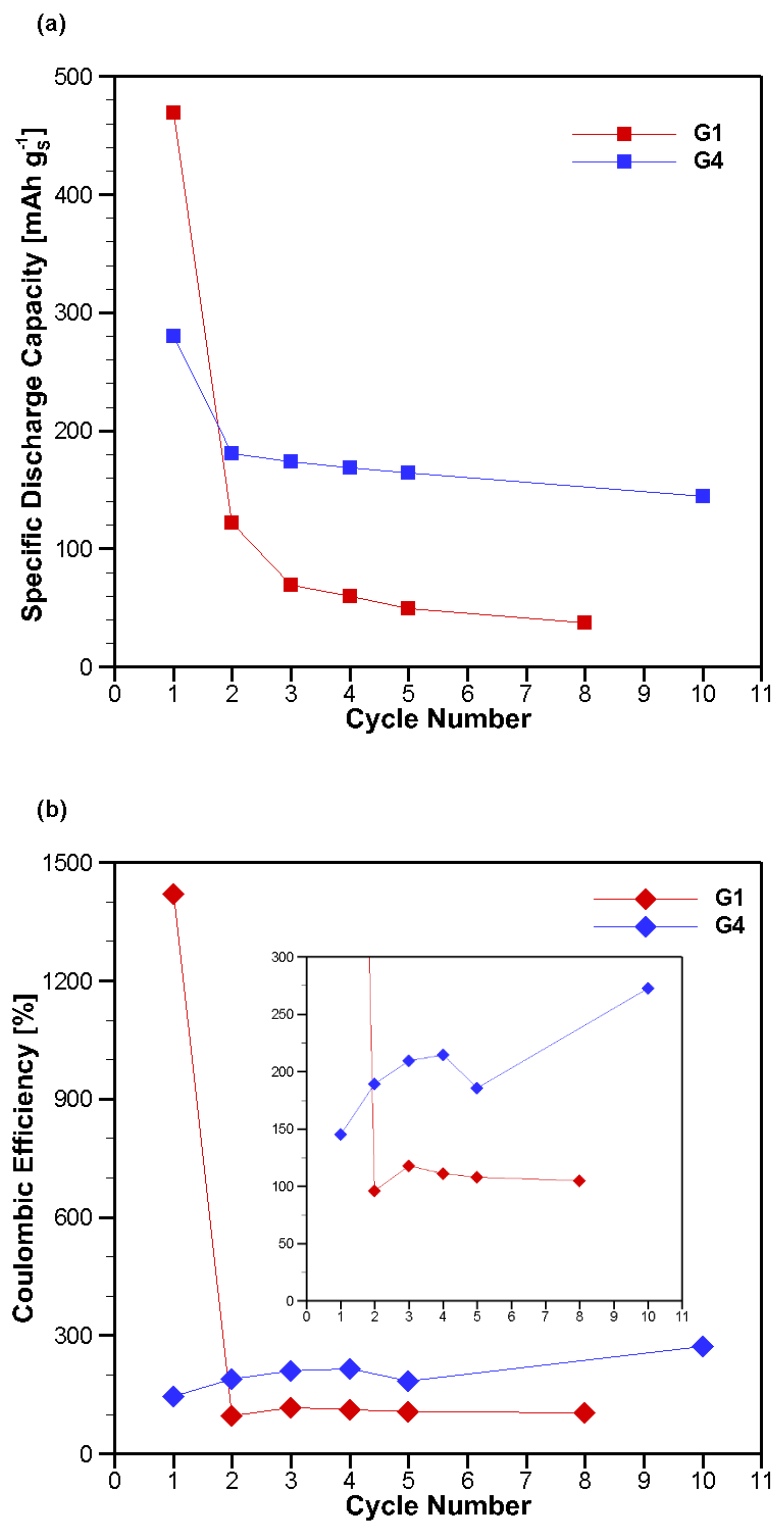 (a)
500
400
300
200
100
0
Specific Discharge Capacity [mAh gₛ⁻¹]
G1
G4
0 1 2 3 4 5 6 7 8 9 10 11
Cycle Number
(b)
1500
1200
900
600
300
0
Coulombic Efficiency [%]
G1
G4
300
250
200
150
100
50
0
0 1 2 3 4 5 6 7 8 9 10 11
0 1 2 3 4 5 6 7 8 9 10 11
Cycle Number